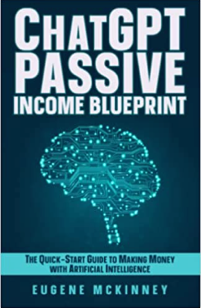 ChatGPT
Passive
Income Blueprint
The Quick-Start Guide to Making Money
with Artificial Intelligence
Eugene McKinney